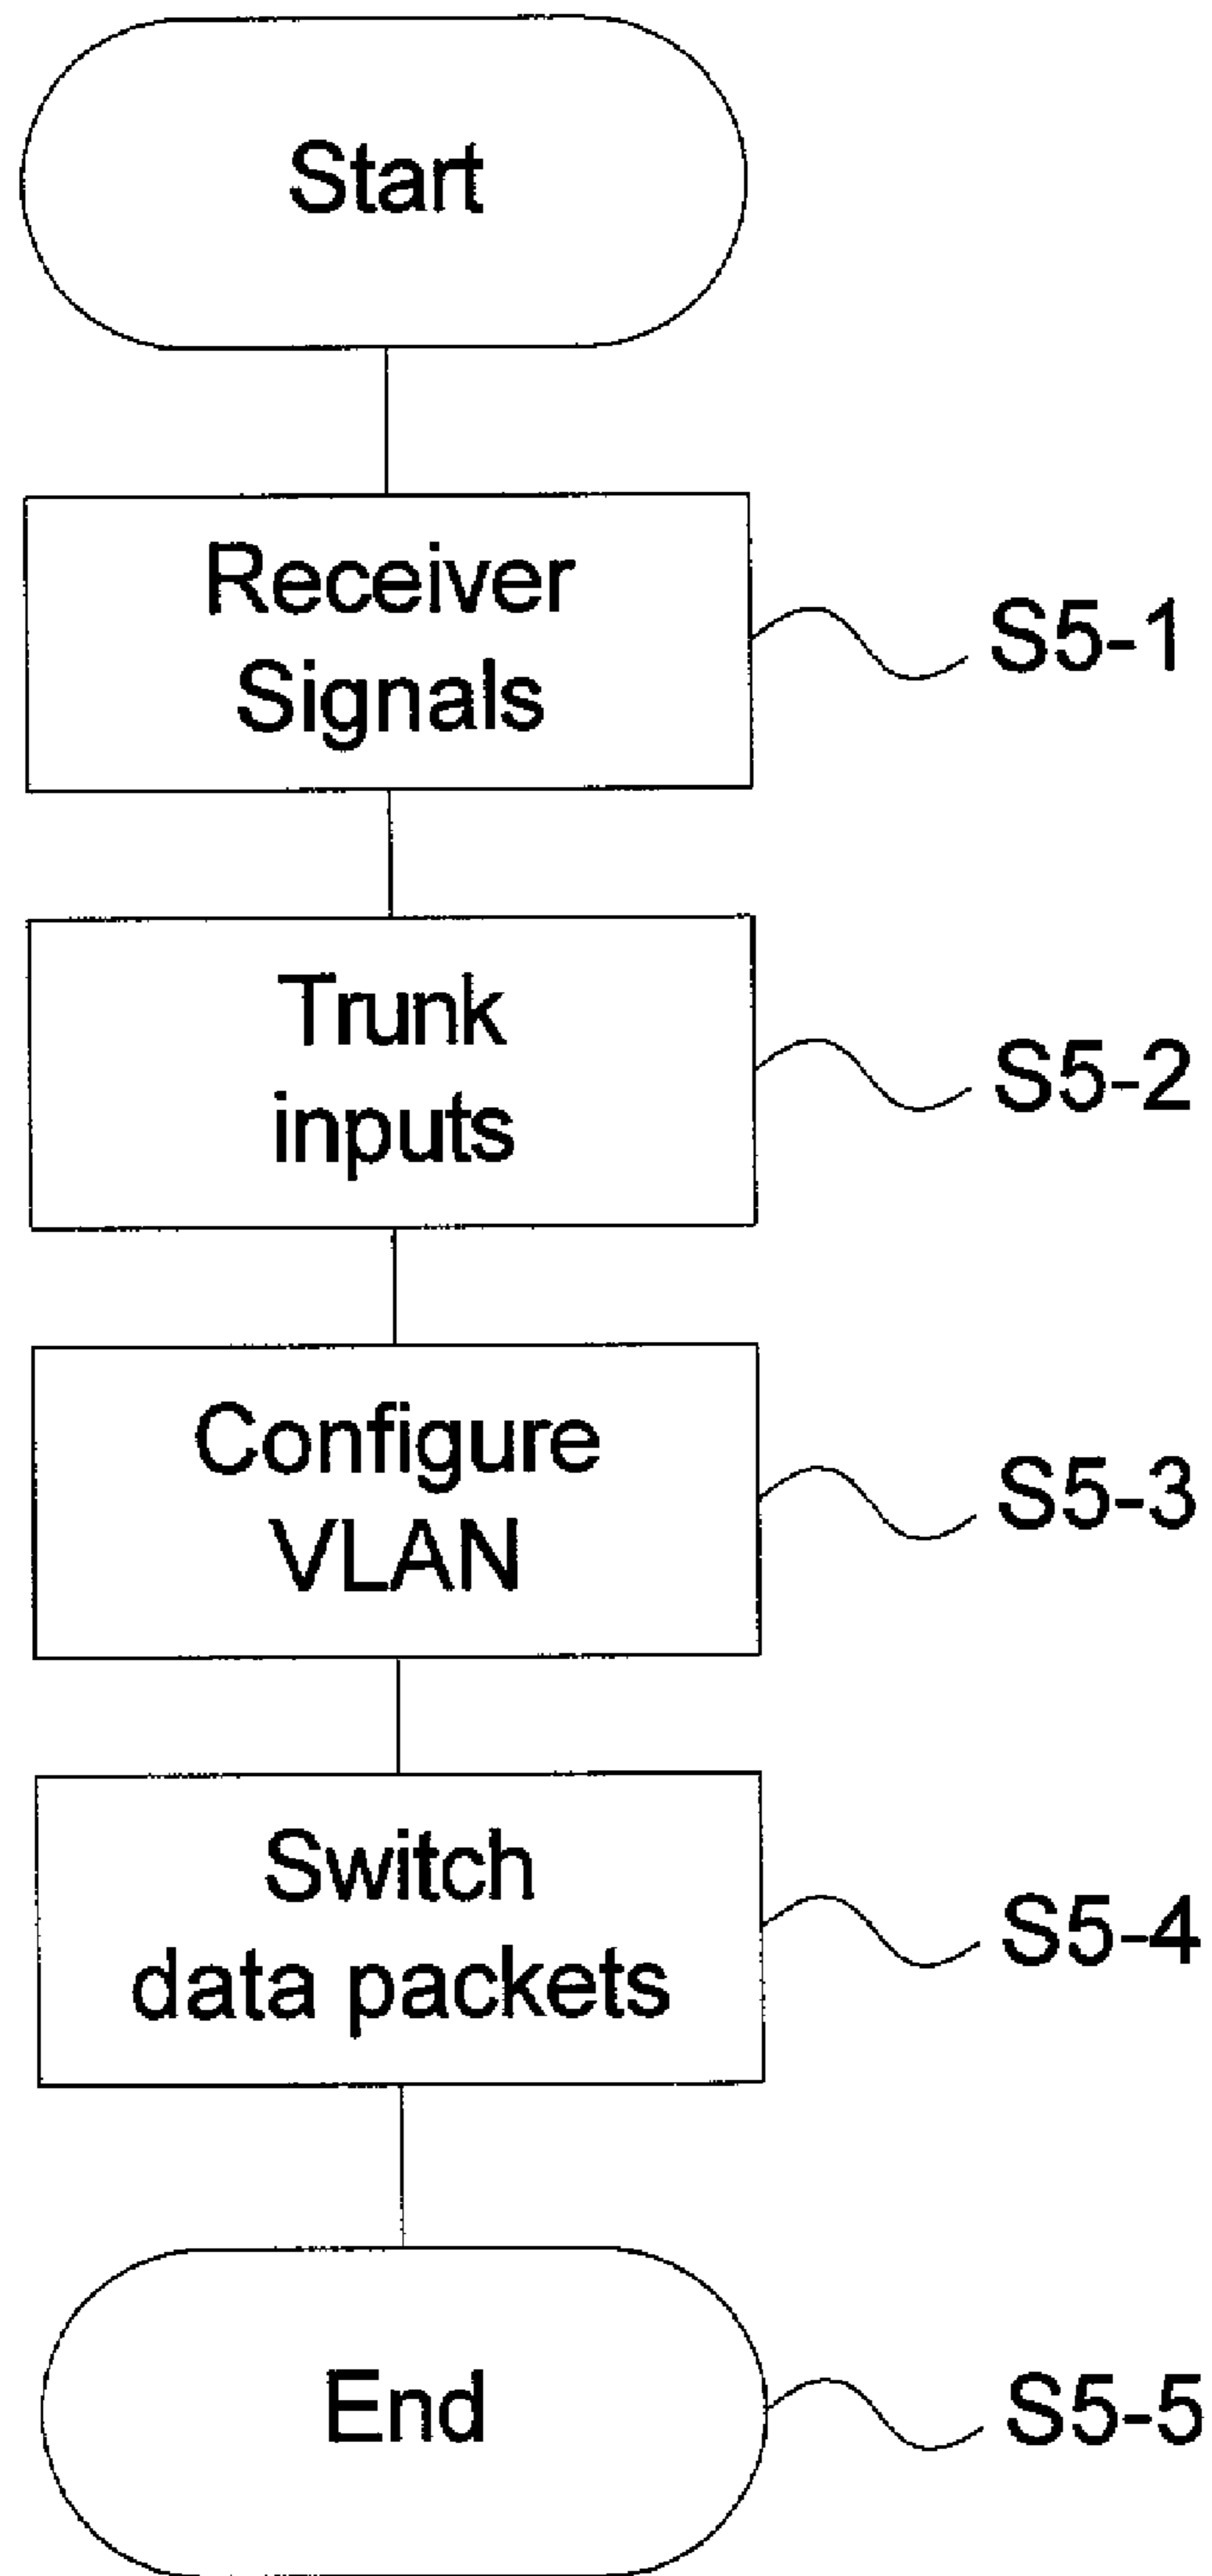 Start
Receiver
Signals
S5-1
Trunk
inputs
S5-2
Configure
VLAN
S5-3
Switch
data packets
S5-4
End
S5-5